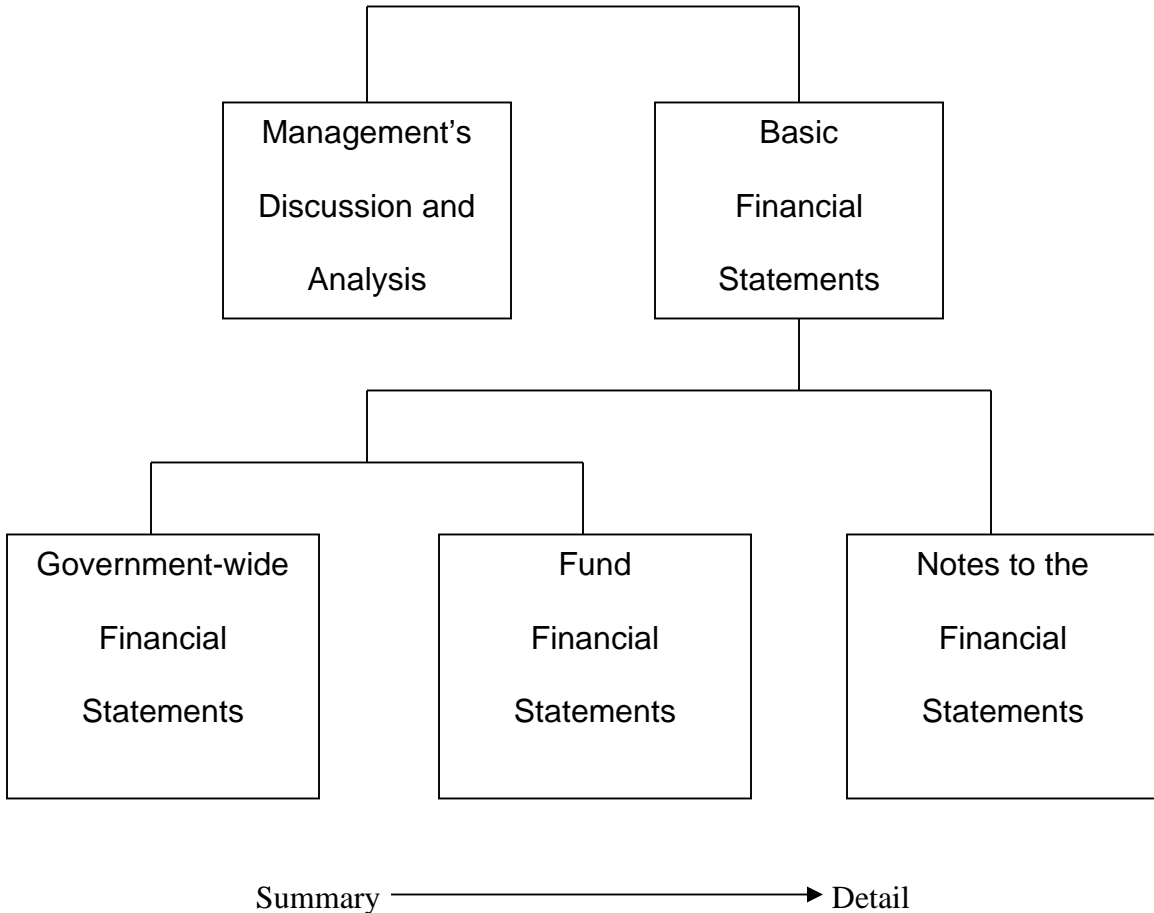 Management’s
Discussion and
Analysis
Basic
Financial
Statements
Government-wide
Financial
Statements
Fund
Financial
Statements
Notes to the
Financial
Statements
Summary
Detail